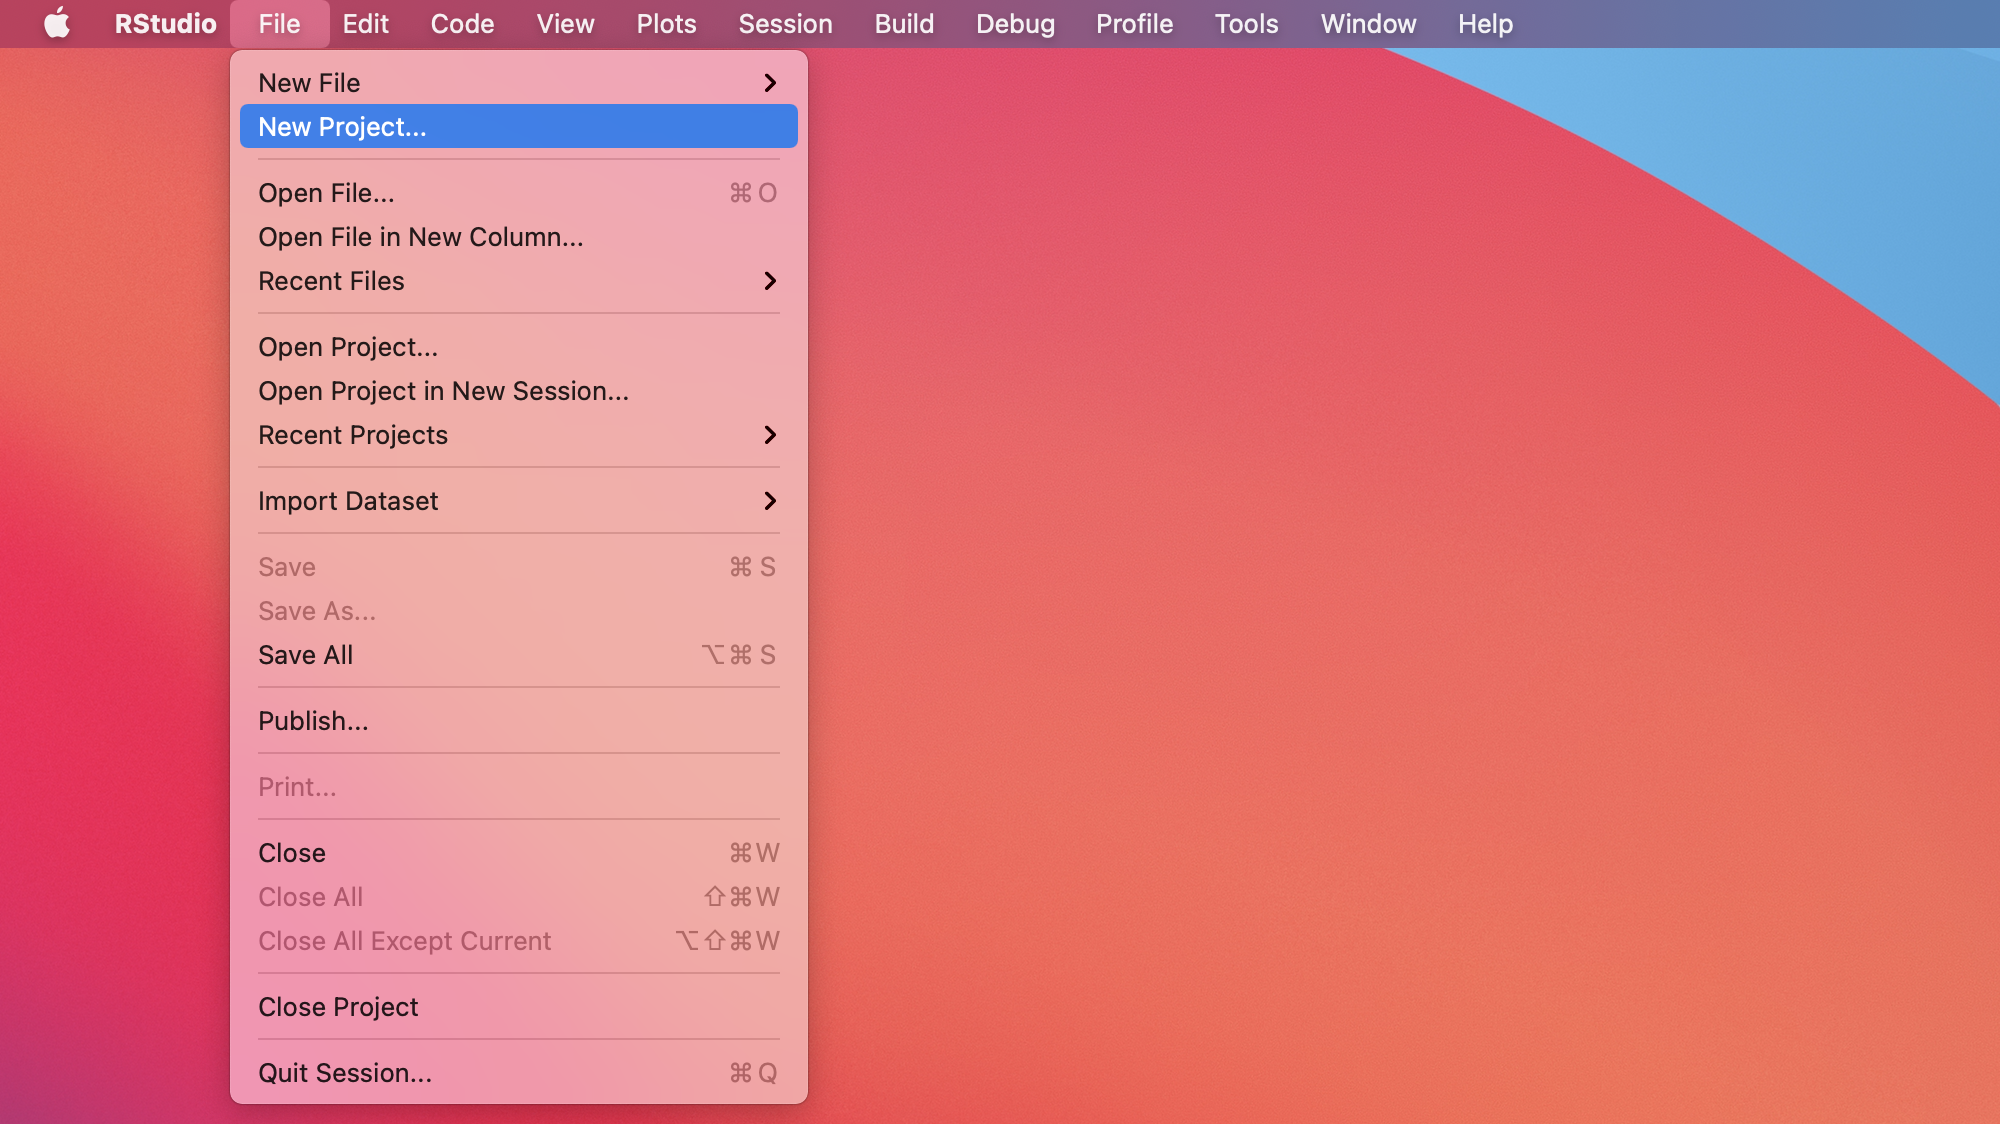 RStudio File Edit Code View Plots Session Build Debug Profile Tools Window Help
New File
New Project...
Open File... ⌘ O
Open File in New Column...
Recent Files
Open Project...
Open Project in New Session...
Recent Projects
Import Dataset
Save ⌘ S
Save As...
Save All ⌥⌘ S
Publish...
Print...
Close ⌘W
Close All ⇧⌘W
Close All Except Current ⌥⇧⌘W
Close Project
Quit Session... ⌘ Q